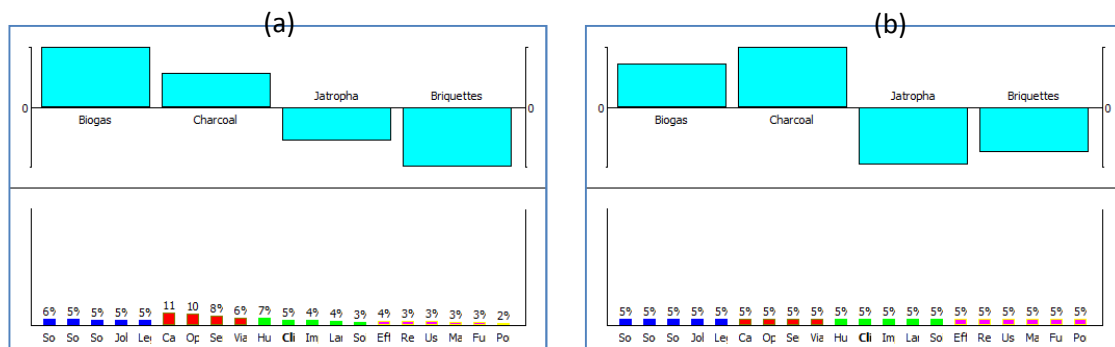 (a)
(b)
Jatropha Briquettes
0 0
Biogas Charcoal
Jatropha Briquettes
0 0
Biogas Charcoal
6% 5% 5% 5% 5% 11 10 8% 6% 7% 5% 4% 4% 3% 4% 3% 3% 3% 3% 2%
So So So Jol Leg Ca Op Se Via Hu Cli Im Lar So Eff Re Us Ma Fu Po
5% 5% 5% 5% 5% 5% 5% 5% 5% 5% 5% 5% 5% 5% 5% 5% 5% 5% 5% 5%
So So So Jol Leg Ca Op Se Via Hu Cli Im Lar So Eff Re Us Ma Fu Po